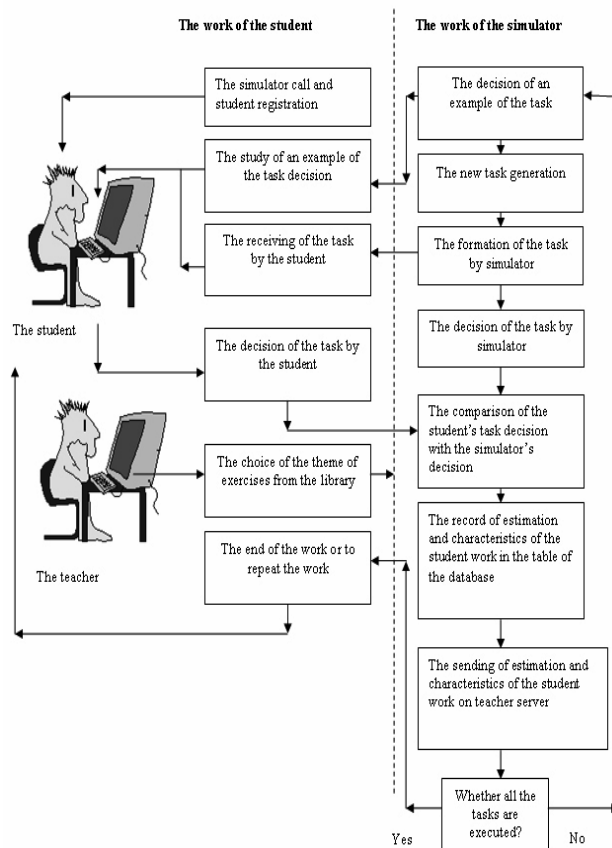 The work of the student
The work of the simulator
The simulator call and
student registration
The decision of an
example of the task
The study of an example of
the task decision
The new task generation
The receiving of the task
by the student
The formation of the task
by simulator
The student
The decision of the task by
the student
The decision of the task by
simulator
The comparison of the
student's task decision
with the simulator's
decision
The choice of the theme of
exercises from the library
The teacher
The end of the work or to
repeat the work
The record of estimation
and characteristics of the
student work in the table of
the database
The sending of estimation and
characteristics of the student
work on teacher server
Whether all the
tasks are
executed?
Yes
No